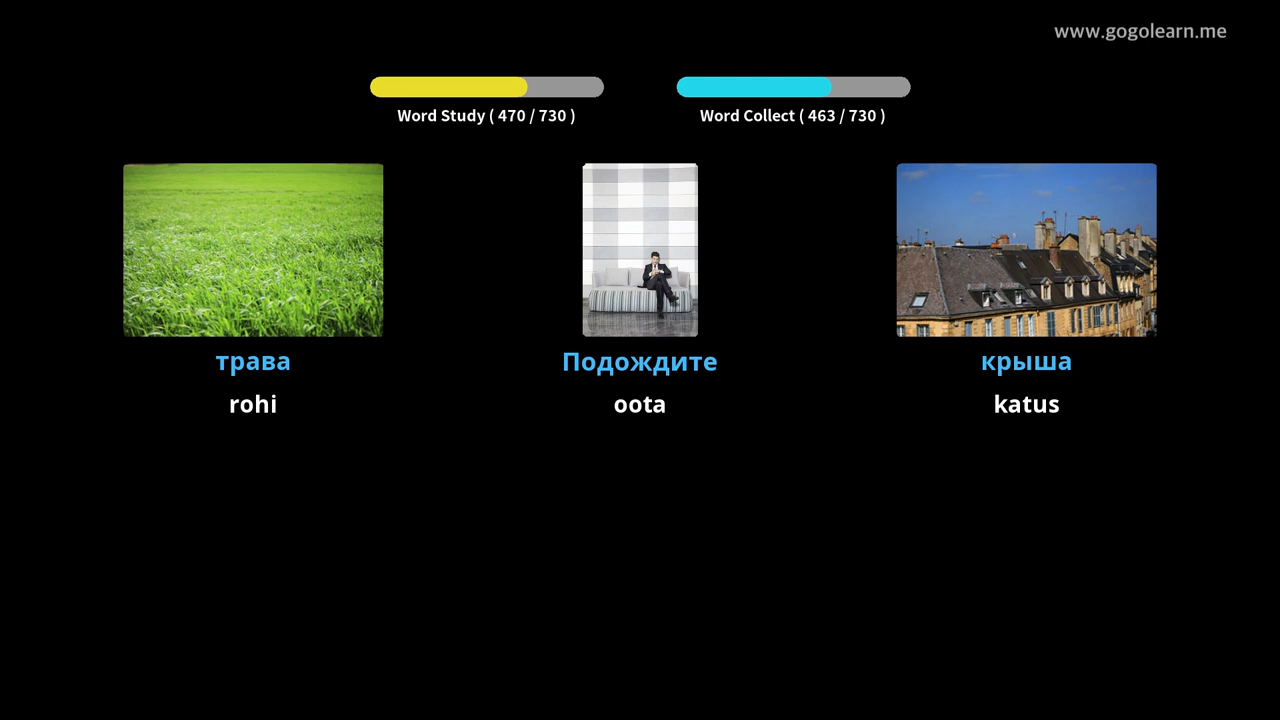 www.gogolearn.me
Word Study ( 470 / 730 )
Word Collect ( 463 / 730 )
трава
Подождите
крыша
rohi
oota
katus